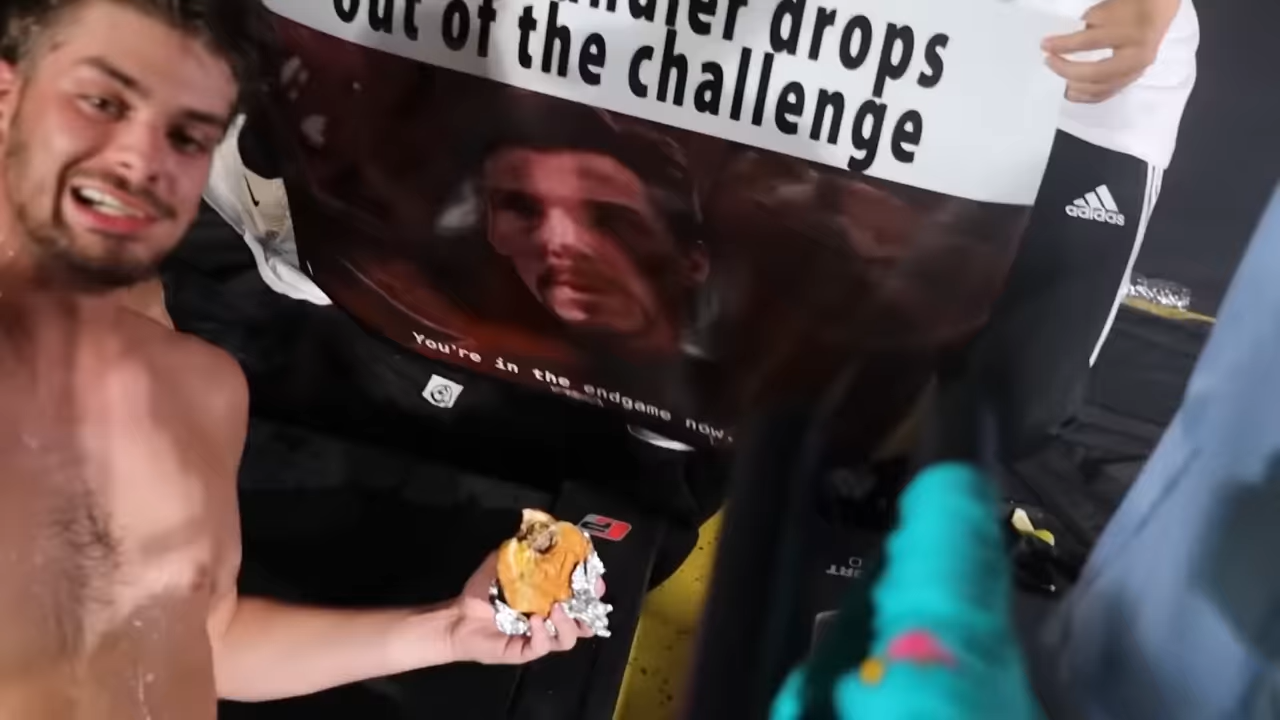 drops
out of the challenge
adidas
You're in the endgame now.